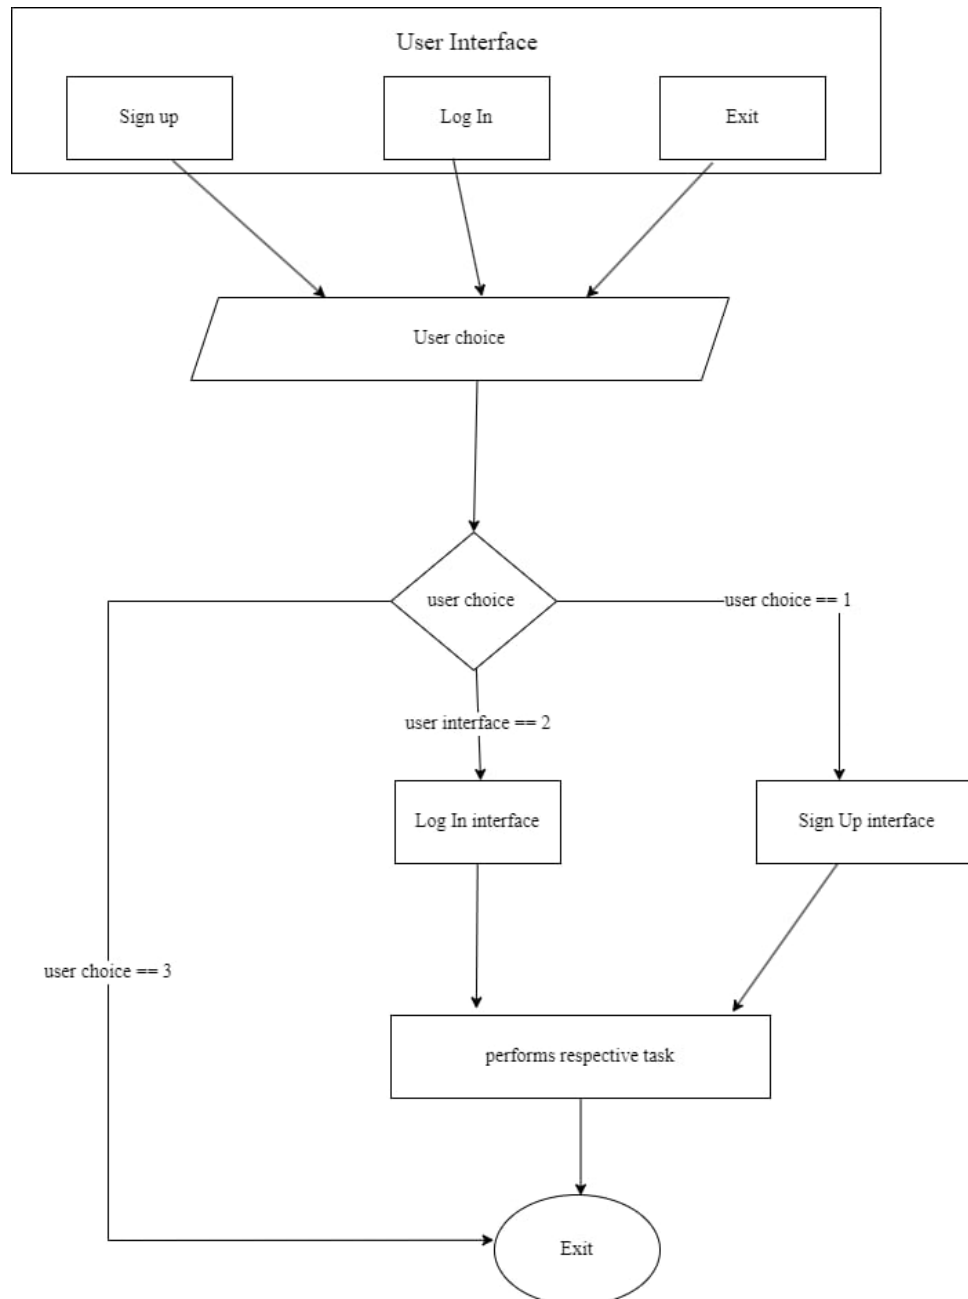 User Interface
Sign up
Log In
Exit
User choice
user choice
user choice == 1
user interface == 2
Log In interface
Sign Up interface
user choice == 3
performs respective task
Exit